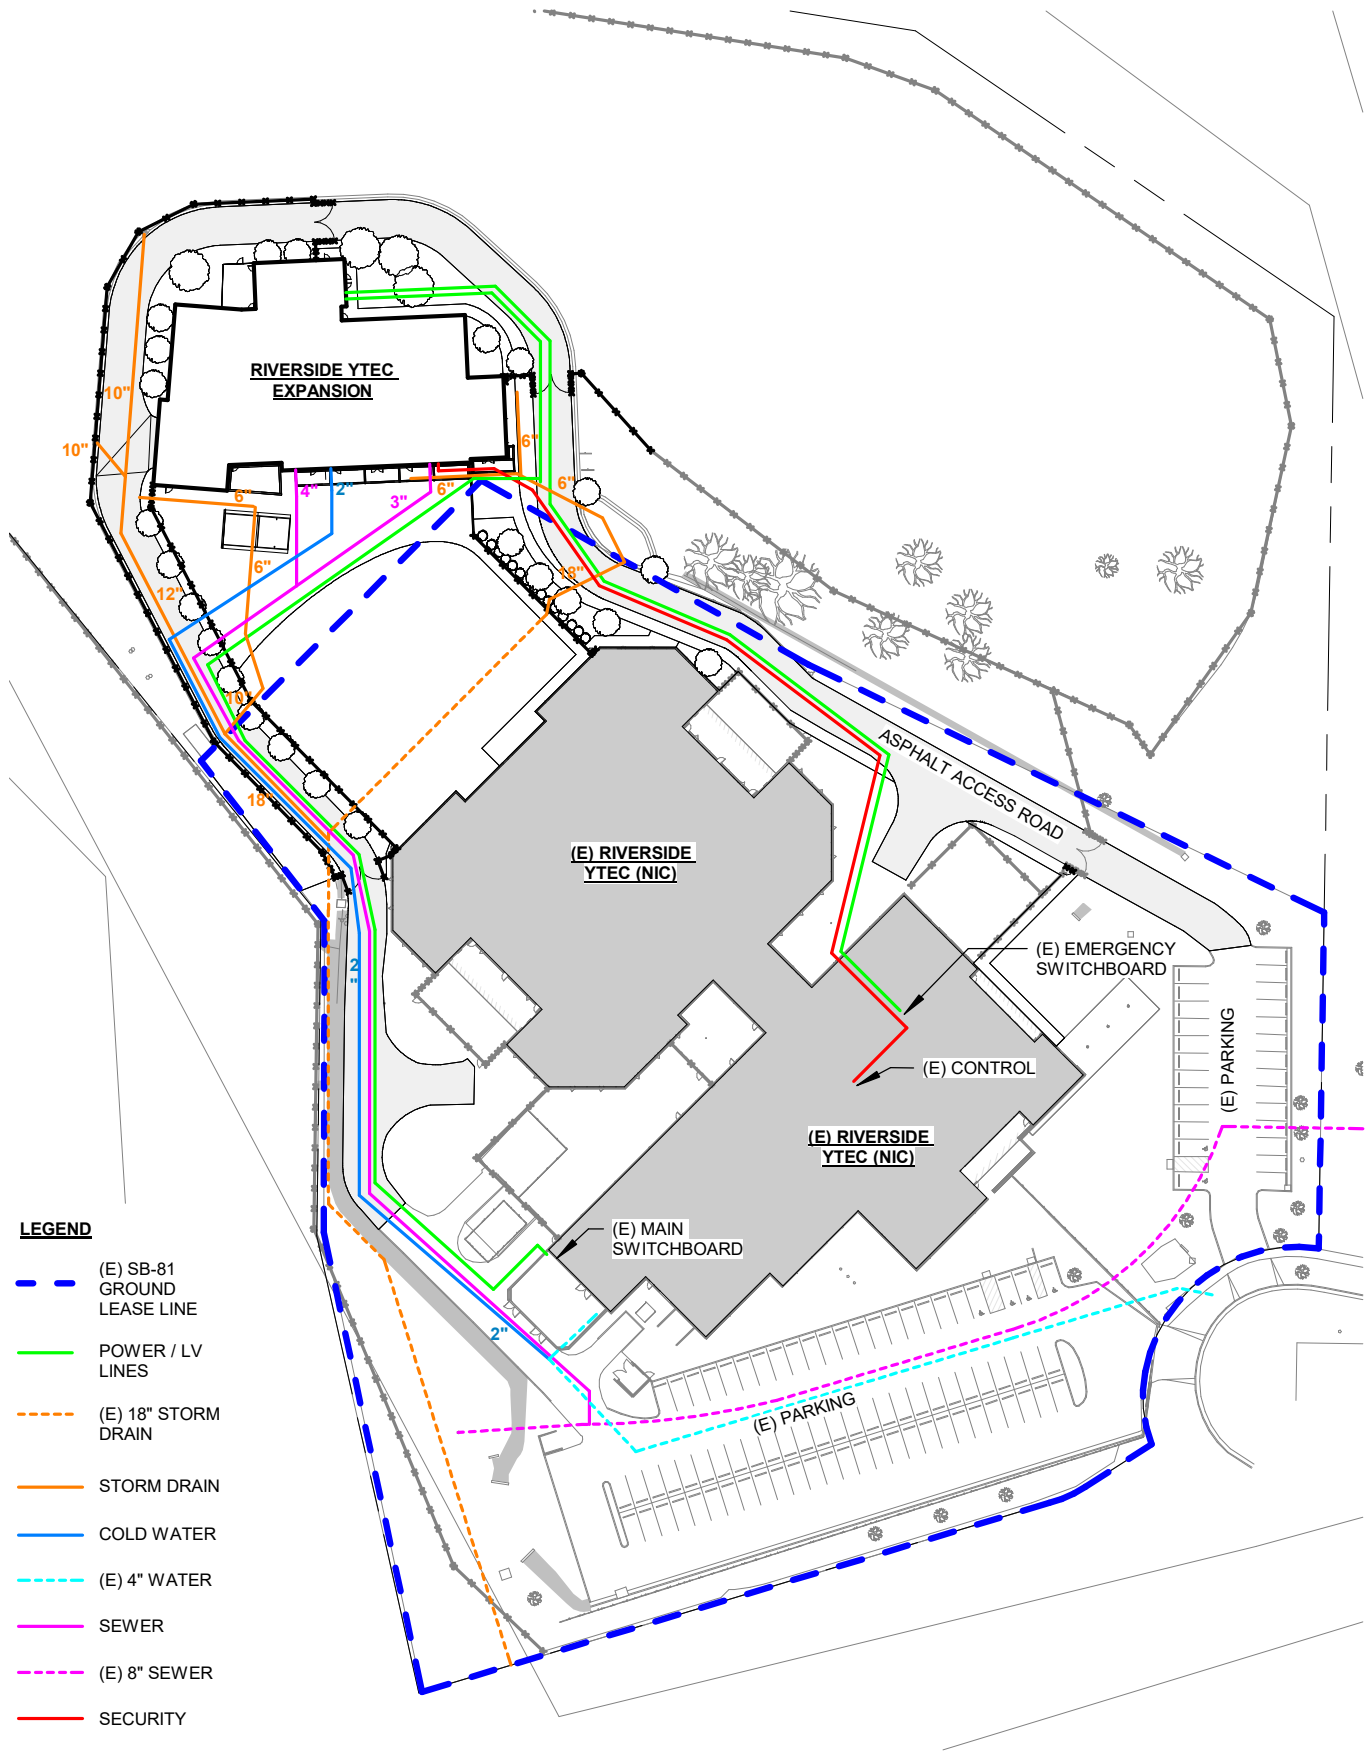 RIVERSIDE YTEC
EXPANSION
10"
10"
6"
4"
2"
3"
6"
6"
6"
6"
12"
18"
10"
18"
ASPHALT ACCESS ROAD
(E) RIVERSIDE
YTEC (NIC)
(E) EMERGENCY
SWITCHBOARD
2"
(E) PARKING
(E) CONTROL
(E) RIVERSIDE
YTEC (NIC)
(E) MAIN
SWITCHBOARD
2"
(E) PARKING
LEGEND
(E) SB-81
GROUND
LEASE LINE
POWER / LV
LINES
(E) 18" STORM
DRAIN
STORM DRAIN
COLD WATER
(E) 4" WATER
SEWER
(E) 8" SEWER
SECURITY